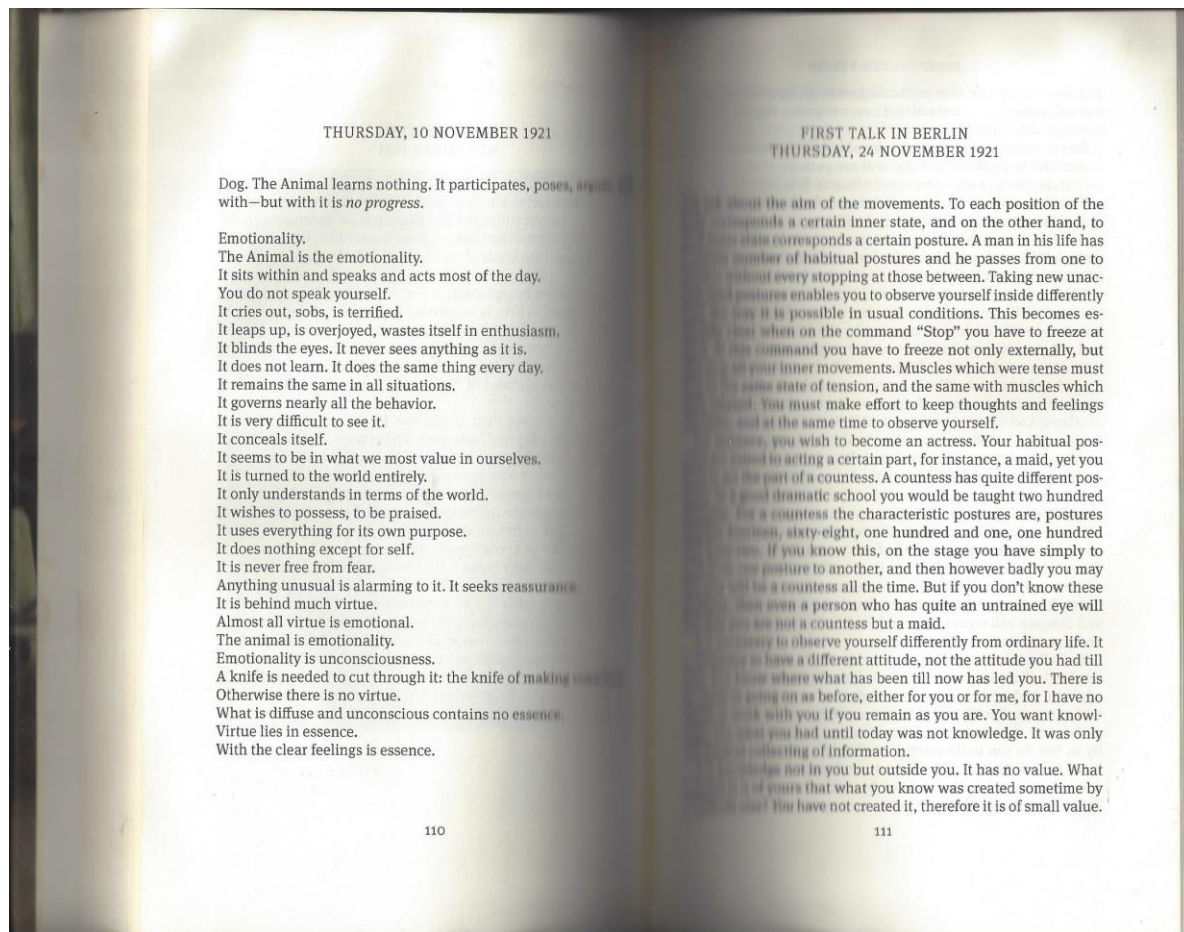 THURSDAY, 10 NOVEMBER 1921
Dog. The Animal learns nothing. It participates, poses,
with—but with it is no progress.
Emotionality.
The Animal is the emotionality.
It sits within and speaks and acts most of the day.
You do not speak yourself.
It cries out, sobs, is terrified.
It leaps up, is overjoyed, wastes itself in enthusiasm.
It blinds the eyes. It never sees anything as it is.
It does not learn. It does the same thing every day.
It remains the same in all situations.
It governs nearly all the behavior.
It is very difficult to see it.
It conceals itself.
It seems to be in what we most value in ourselves.
It is turned to the world entirely.
It only understands in terms of the world.
It wishes to possess, to be praised.
It uses everything for its own purpose.
It does nothing except for self.
It is never free from fear.
Anything unusual is alarming to it. It seeks reassurance.
It is behind much virtue.
Almost all virtue is emotional.
The animal is emotionality.
Emotionality is unconsciousness.
A knife is needed to cut through it: the knife of making
Otherwise there is no virtue.
What is diffuse and unconscious contains no essence.
Virtue lies in essence.
With the clear feelings is essence.
110
FIRST TALK IN BERLIN
THURSDAY, 24 NOVEMBER 1921
about the aim of the movements. To each position of the
a certain inner state, and on the other hand, to
state corresponds a certain posture. A man in his life has
number of habitual postures and he passes from one to
without every stopping at those between. Taking new unac-
postures enables you to observe yourself inside differently
way it is possible in usual conditions. This becomes es-
when on the command “Stop” you have to freeze at
command you have to freeze not only externally, but
your inner movements. Muscles which were tense must
same state of tension, and the same with muscles which
You must make effort to keep thoughts and feelings
and at the same time to observe yourself.
you wish to become an actress. Your habitual pos-
to acting a certain part, for instance, a maid, yet you
the part of a countess. A countess has quite different pos-
dramatic school you would be taught two hundred
For a countess the characteristic postures are, postures
sixty-eight, one hundred and one, one hundred
If you know this, on the stage you have simply to
posture to another, and then however badly you may
be a countess all the time. But if you don’t know these
then even a person who has quite an untrained eye will
you are not a countess but a maid.
to observe yourself differently from ordinary life. It
to have a different attitude, not the attitude you had till
where what has been till now has led you. There is
going on as before, either for you or for me, for I have no
with you if you remain as you are. You want knowl-
what you had until today was not knowledge. It was only
collecting of information.
not in you but outside you. It has no value. What
of yours that what you know was created sometime by
You have not created it, therefore it is of small value.
111